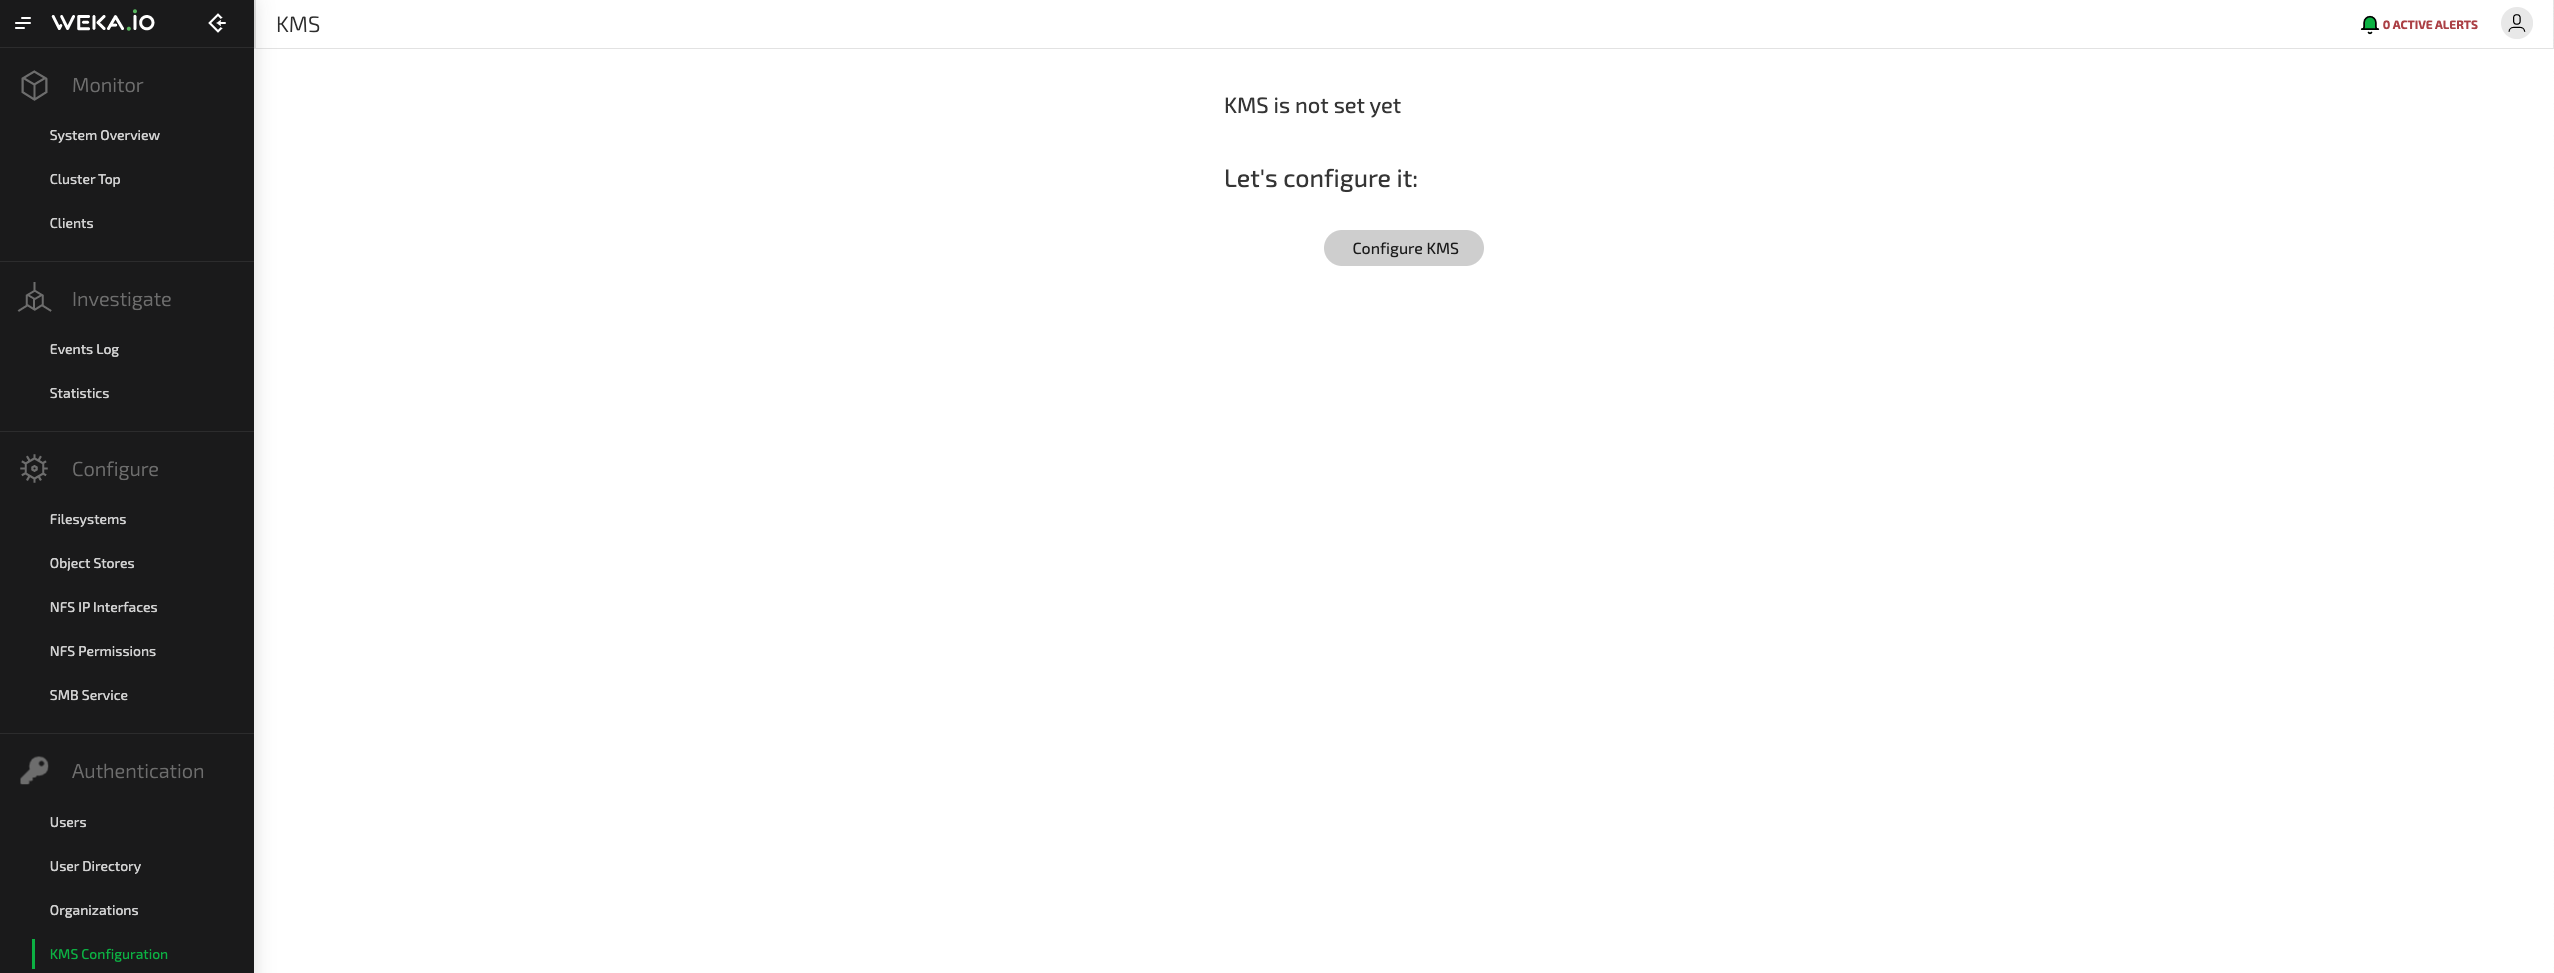 WEKA.iO
Monitor
System Overview
Cluster Top
Clients
Investigate
Events Log
Statistics
Configure
Filesystems
Object Stores
NFS IP Interfaces
NFS Permissions
SMB Service
Authentication
Users
User Directory
Organizations
KMS Configuration
KMS
0 ACTIVE ALERTS
KMS is not set yet
Let's configure it:
Configure KMS